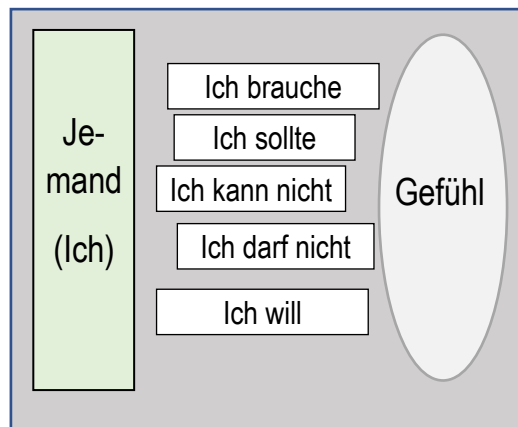 Je-
mand
(Ich)
Ich brauche
Ich sollte
Ich kann nicht
Ich darf nicht
Ich will
Gefühl